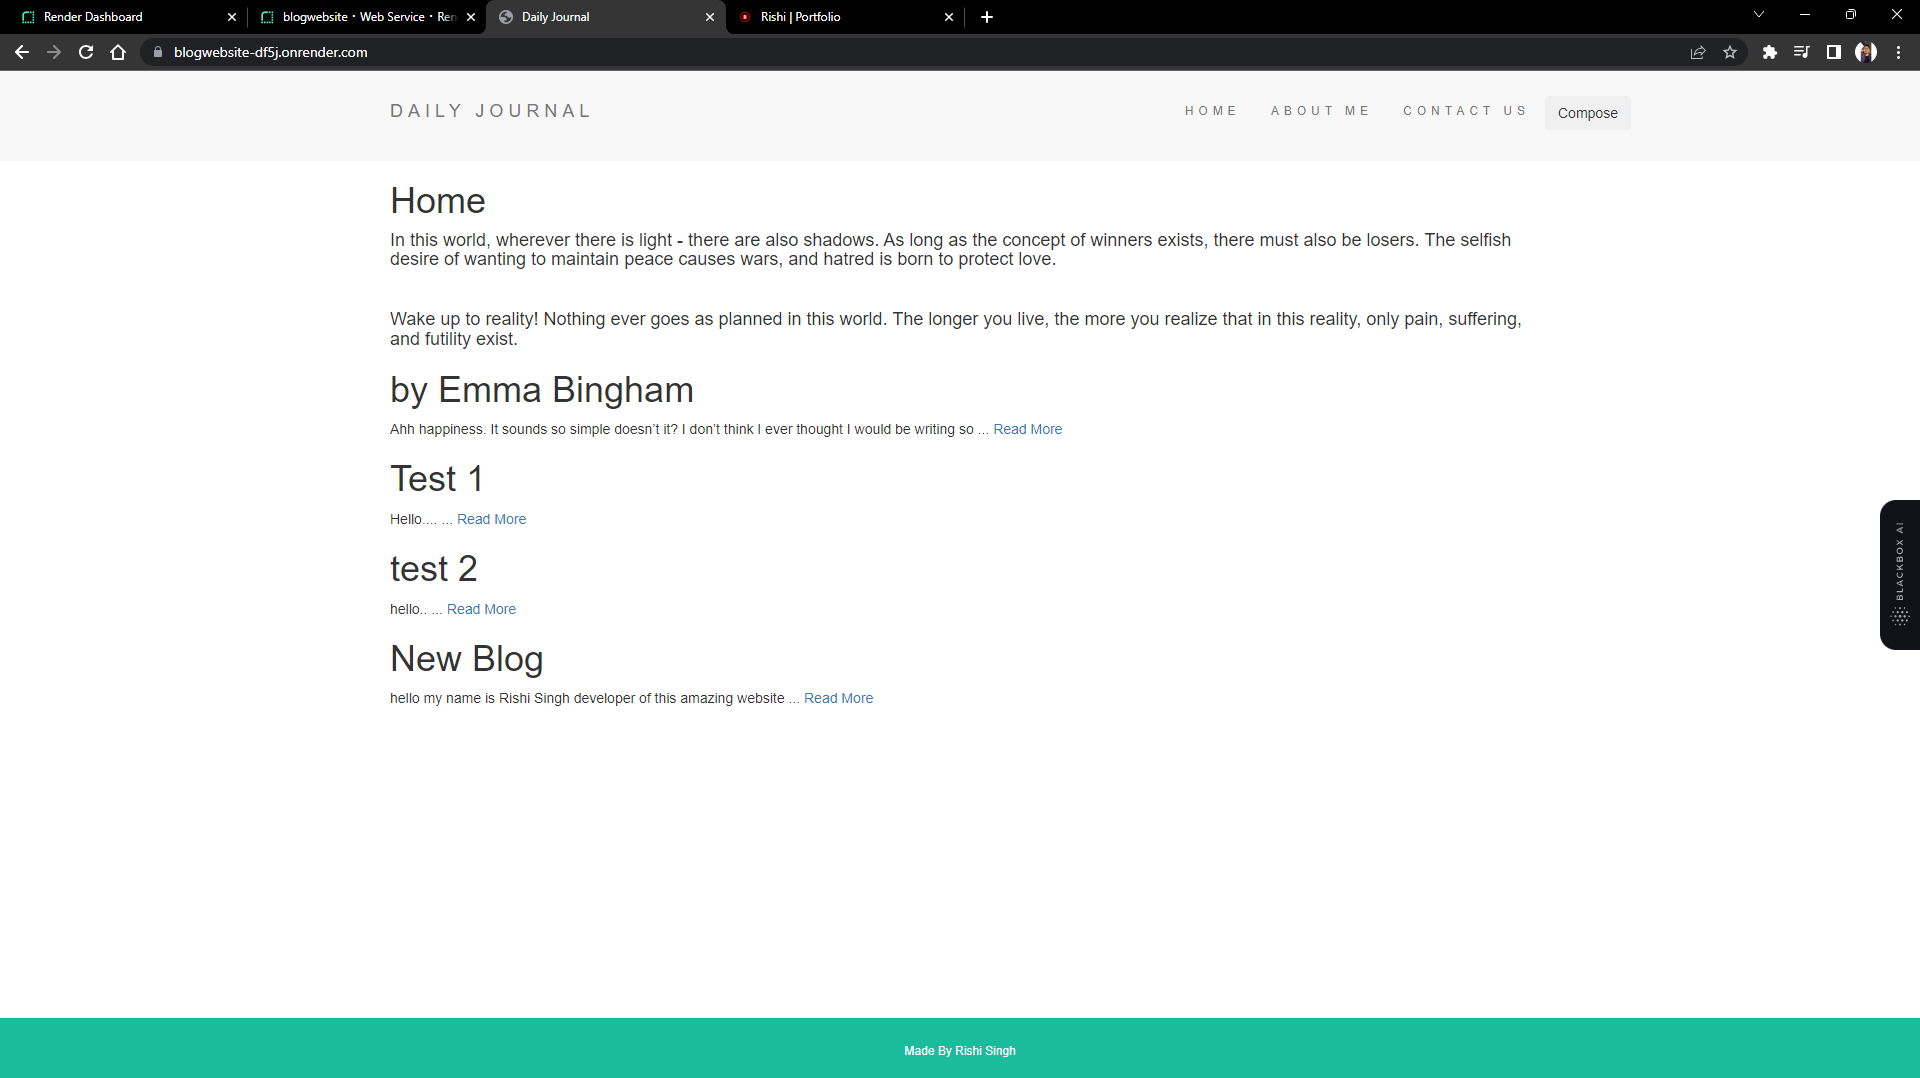 Render Dashboard
blogwebsite · Web Service · Ren
Daily Journal
Rishi | Portfolio
blogwebsite-df5j.onrender.com
DAILY JOURNAL
HOME
ABOUT ME
CONTACT US
Compose
Home
In this world, wherever there is light - there are also shadows. As long as the concept of winners exists, there must also be losers. The selfish
desire of wanting to maintain peace causes wars, and hatred is born to protect love.
Wake up to reality! Nothing ever goes as planned in this world. The longer you live, the more you realize that in this reality, only pain, suffering,
and futility exist.
by Emma Bingham
Ahh happiness. It sounds so simple doesn’t it? I don’t think I ever thought I would be writing so ... Read More
Test 1
Hello.... ... Read More
test 2
hello.. ... Read More
New Blog
hello my name is Rishi Singh developer of this amazing website ... Read More
BLACKBOX AI
Made By Rishi Singh